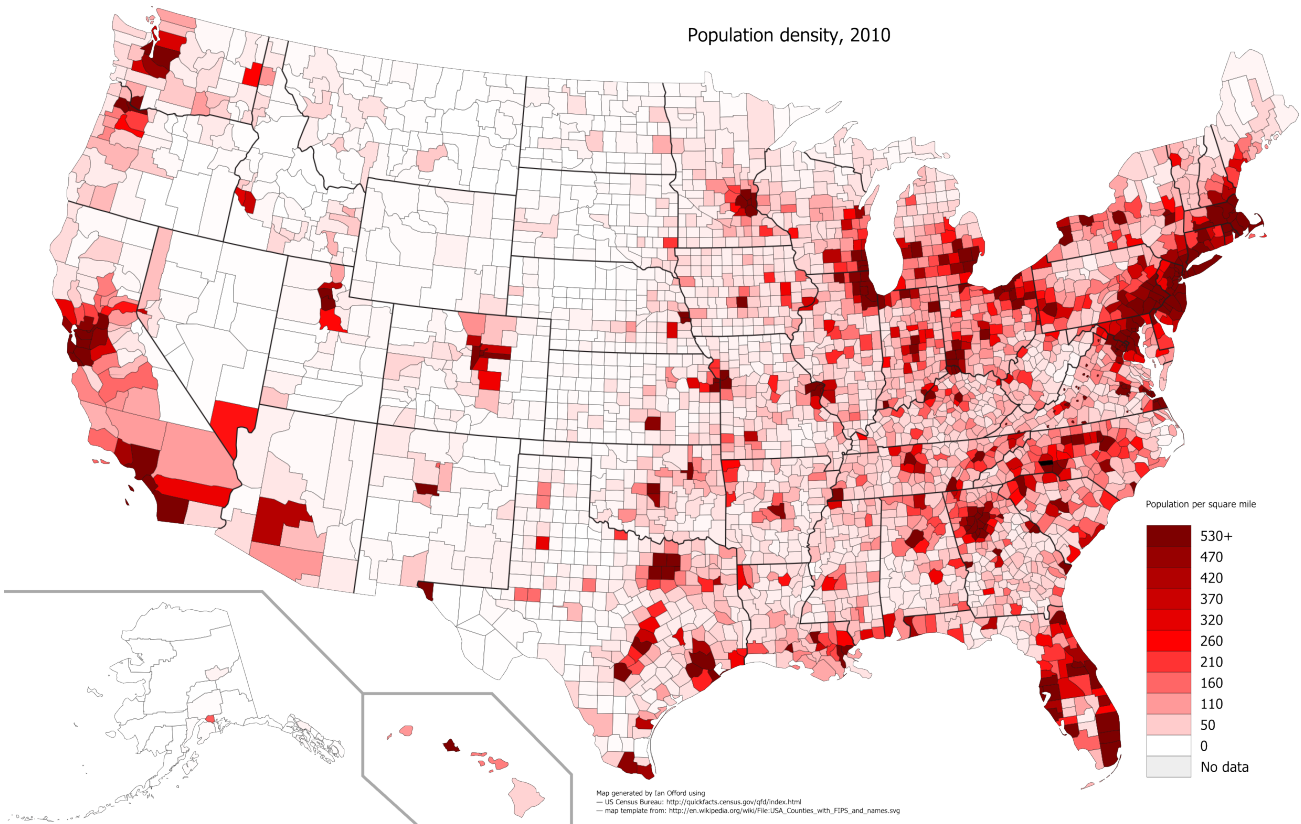 Population density, 2010
Population per square mile
530+
470
420
370
320
260
210
160
110
50
0
No data
Map generated by Ian Offord using
— US Census Bureau: http://quickfacts.census.gov/qfd/index.html
— map template from: http://en.wikipedia.org/wiki/File:USA_Counties_with_FIPS_and_names.svg